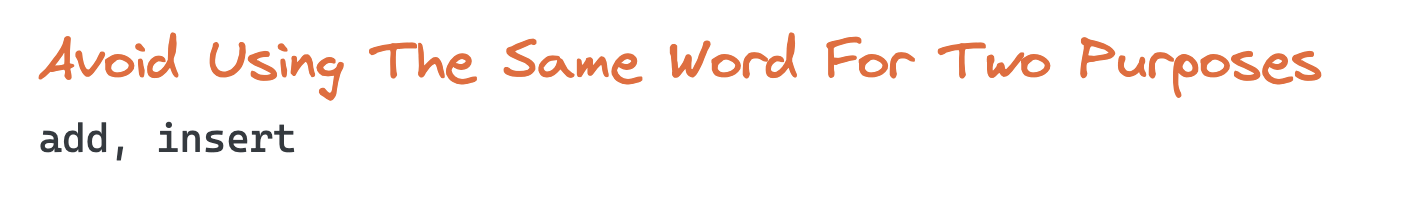 Avoid Using The Same Word For Two Purposes
add, insert